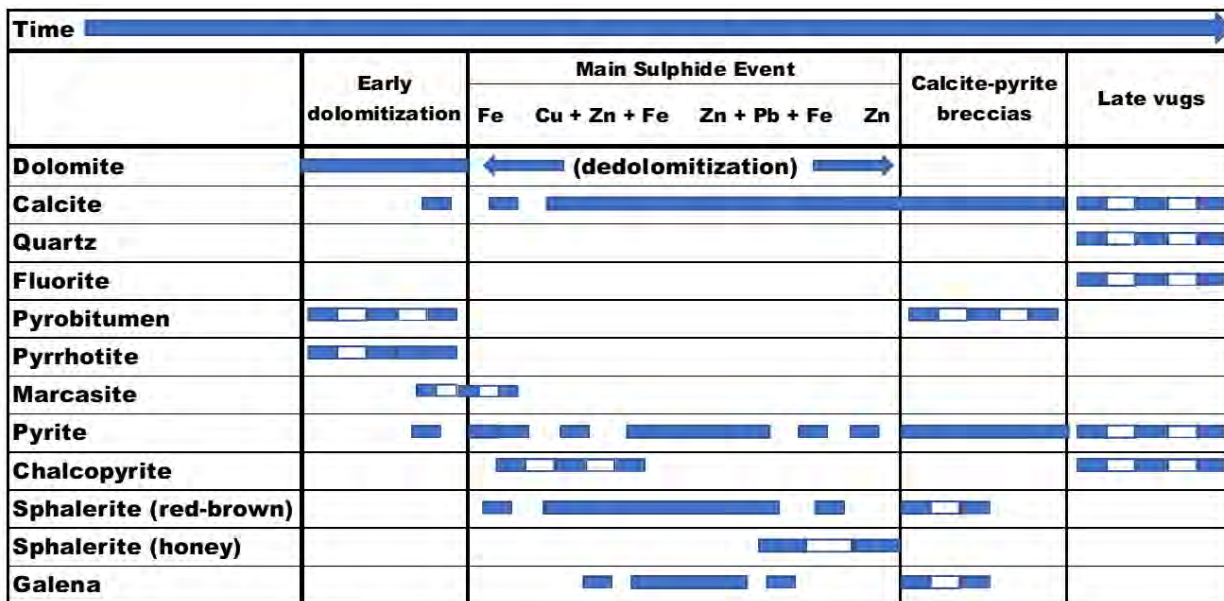 Time
Early
dolomitization
Main Sulphide Event
Fe Cu + Zn + Fe Zn + Pb + Fe Zn
Calcite-pyrite
breccias
Late vugs
Dolomite
(dedolomitization)
Calcite
Quartz
Fluorite
Pyrobitumen
Pyrrhotite
Marcasite
Pyrite
Chalcopyrite
Sphalerite (red-brown)
Sphalerite (honey)
Galena